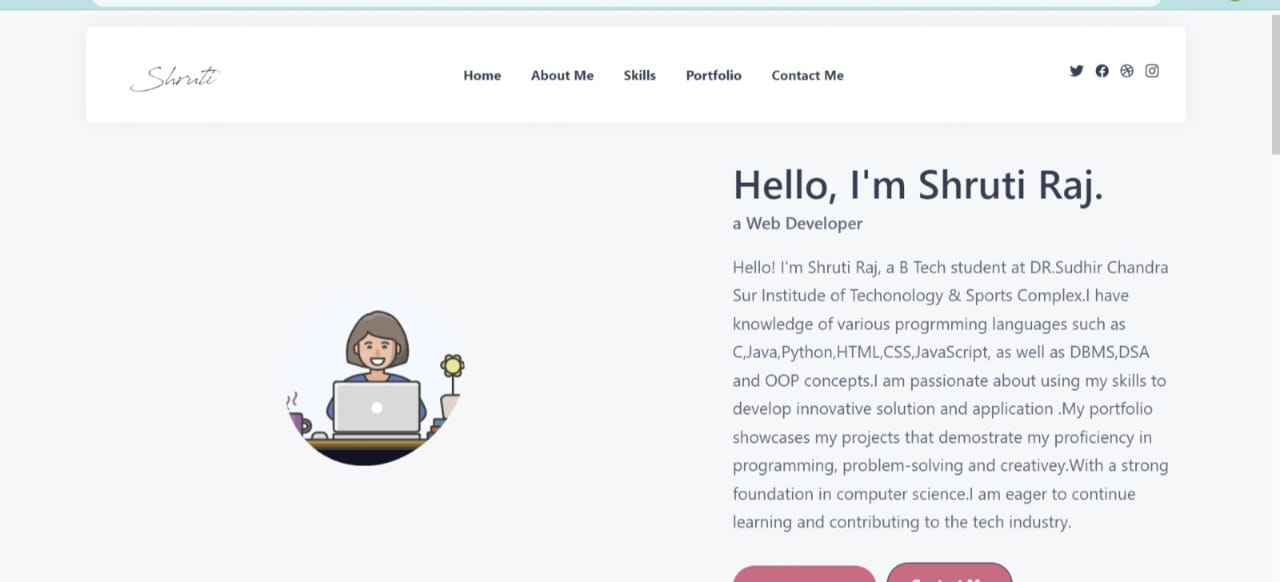 Shruti
Home About Me Skills Portfolio Contact Me
Hello, I'm Shruti Raj.
a Web Developer
Hello! I'm Shruti Raj, a B Tech student at DR.Sudhir Chandra
Sur Institude of Techonology & Sports Complex.I have
knowledge of various progrmming languages such as
C,Java,Python,HTML,CSS,JavaScript, as well as DBMS,DSA
and OOP concepts.I am passionate about using my skills to
develop innovative solution and application .My portfolio
showcases my projects that demostrate my proficiency in
programming, problem-solving and creativey.With a strong
foundation in computer science.I am eager to continue
learning and contributing to the tech industry.